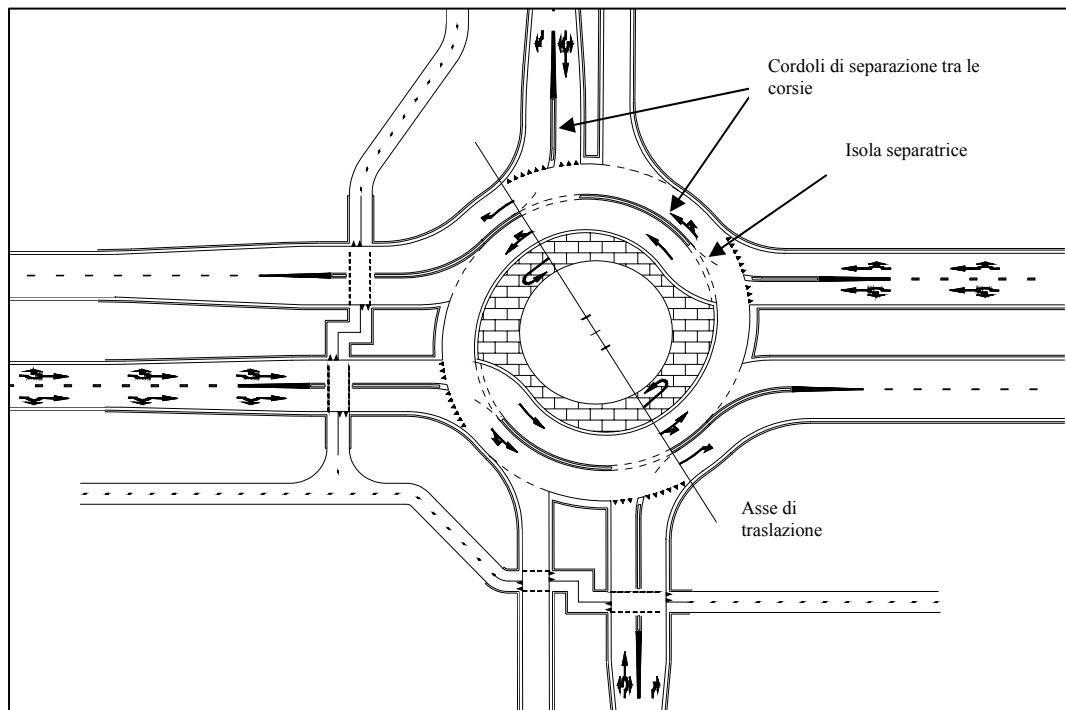 Cordoli di separazione tra le
corsie
Isola separatrice
Asse di
traslazione